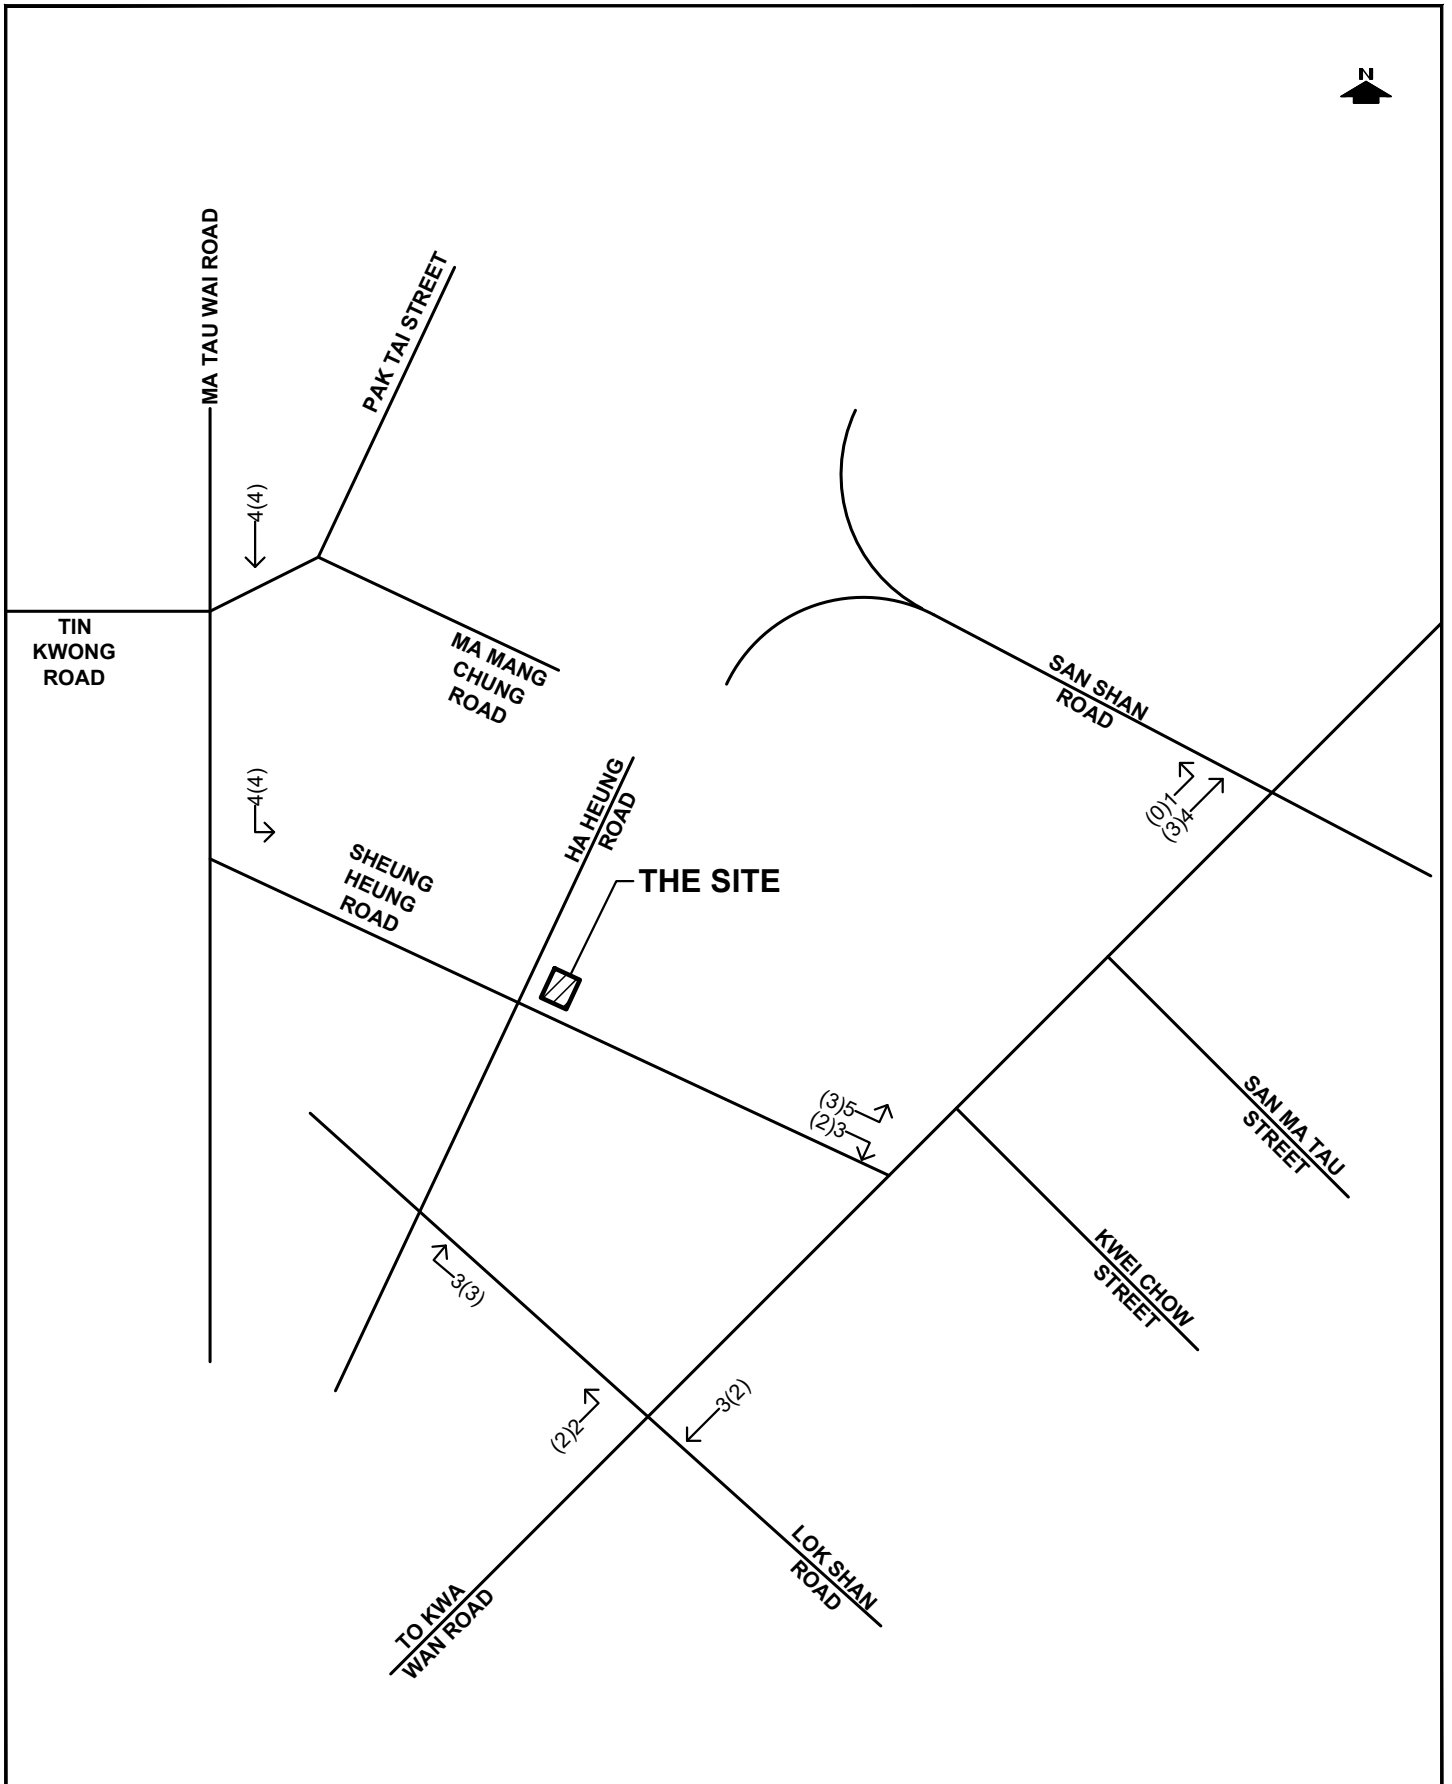 N
MA TAU WAI ROAD
PAK TAI STREET
4(4)
TIN
KWONG
ROAD
MA MANG
CHUNG
ROAD
SAN SHAN
ROAD
4(4)
HA HEUNG
ROAD
(0)1
(3)4
SHEUNG
HEUNG
ROAD
THE SITE
(3)5
(2)3
SAN MA TAU
STREET
KWEI CHOW
STREET
3(3)
(2)2
3(2)
LOK SHAN
ROAD
TO KWA
WAN ROAD